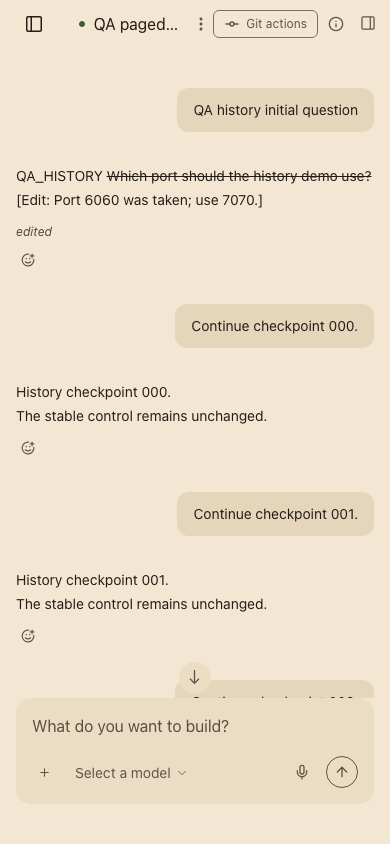 QA paged...
Git actions
QA history initial question
QA_HISTORY Which port should the history demo use?
[Edit: Port 6060 was taken; use 7070.]
edited
Continue checkpoint 000.
History checkpoint 000.
The stable control remains unchanged.
Continue checkpoint 001.
History checkpoint 001.
The stable control remains unchanged.
What do you want to build?
Select a model